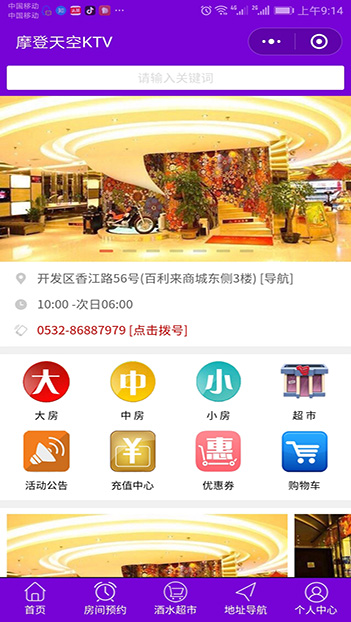 中国移动
中国移动
上午9:14
摩登天空KTV
请输入关键词
开发区香江路56号(百利来商城东侧3楼) [导航]
10:00 -次日06:00
0532-86887979 [点击拨号]
大 中 小
大 房 中 房 小 房 超 市
惠
活动公告 充值中心 优惠券 购物车
首页 房间预约 酒水超市 地址导航 个人中心